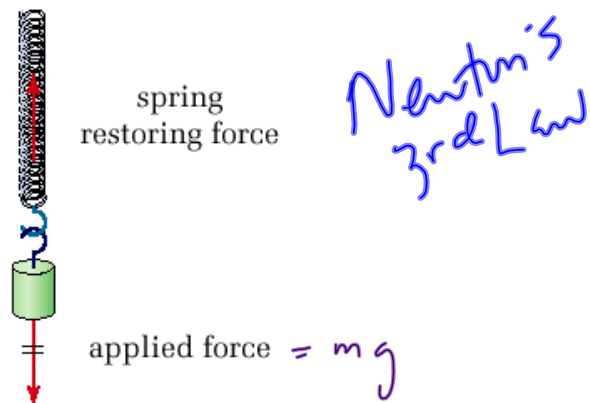 spring
restoring force
Newton's
3rd Law
applied force = mg